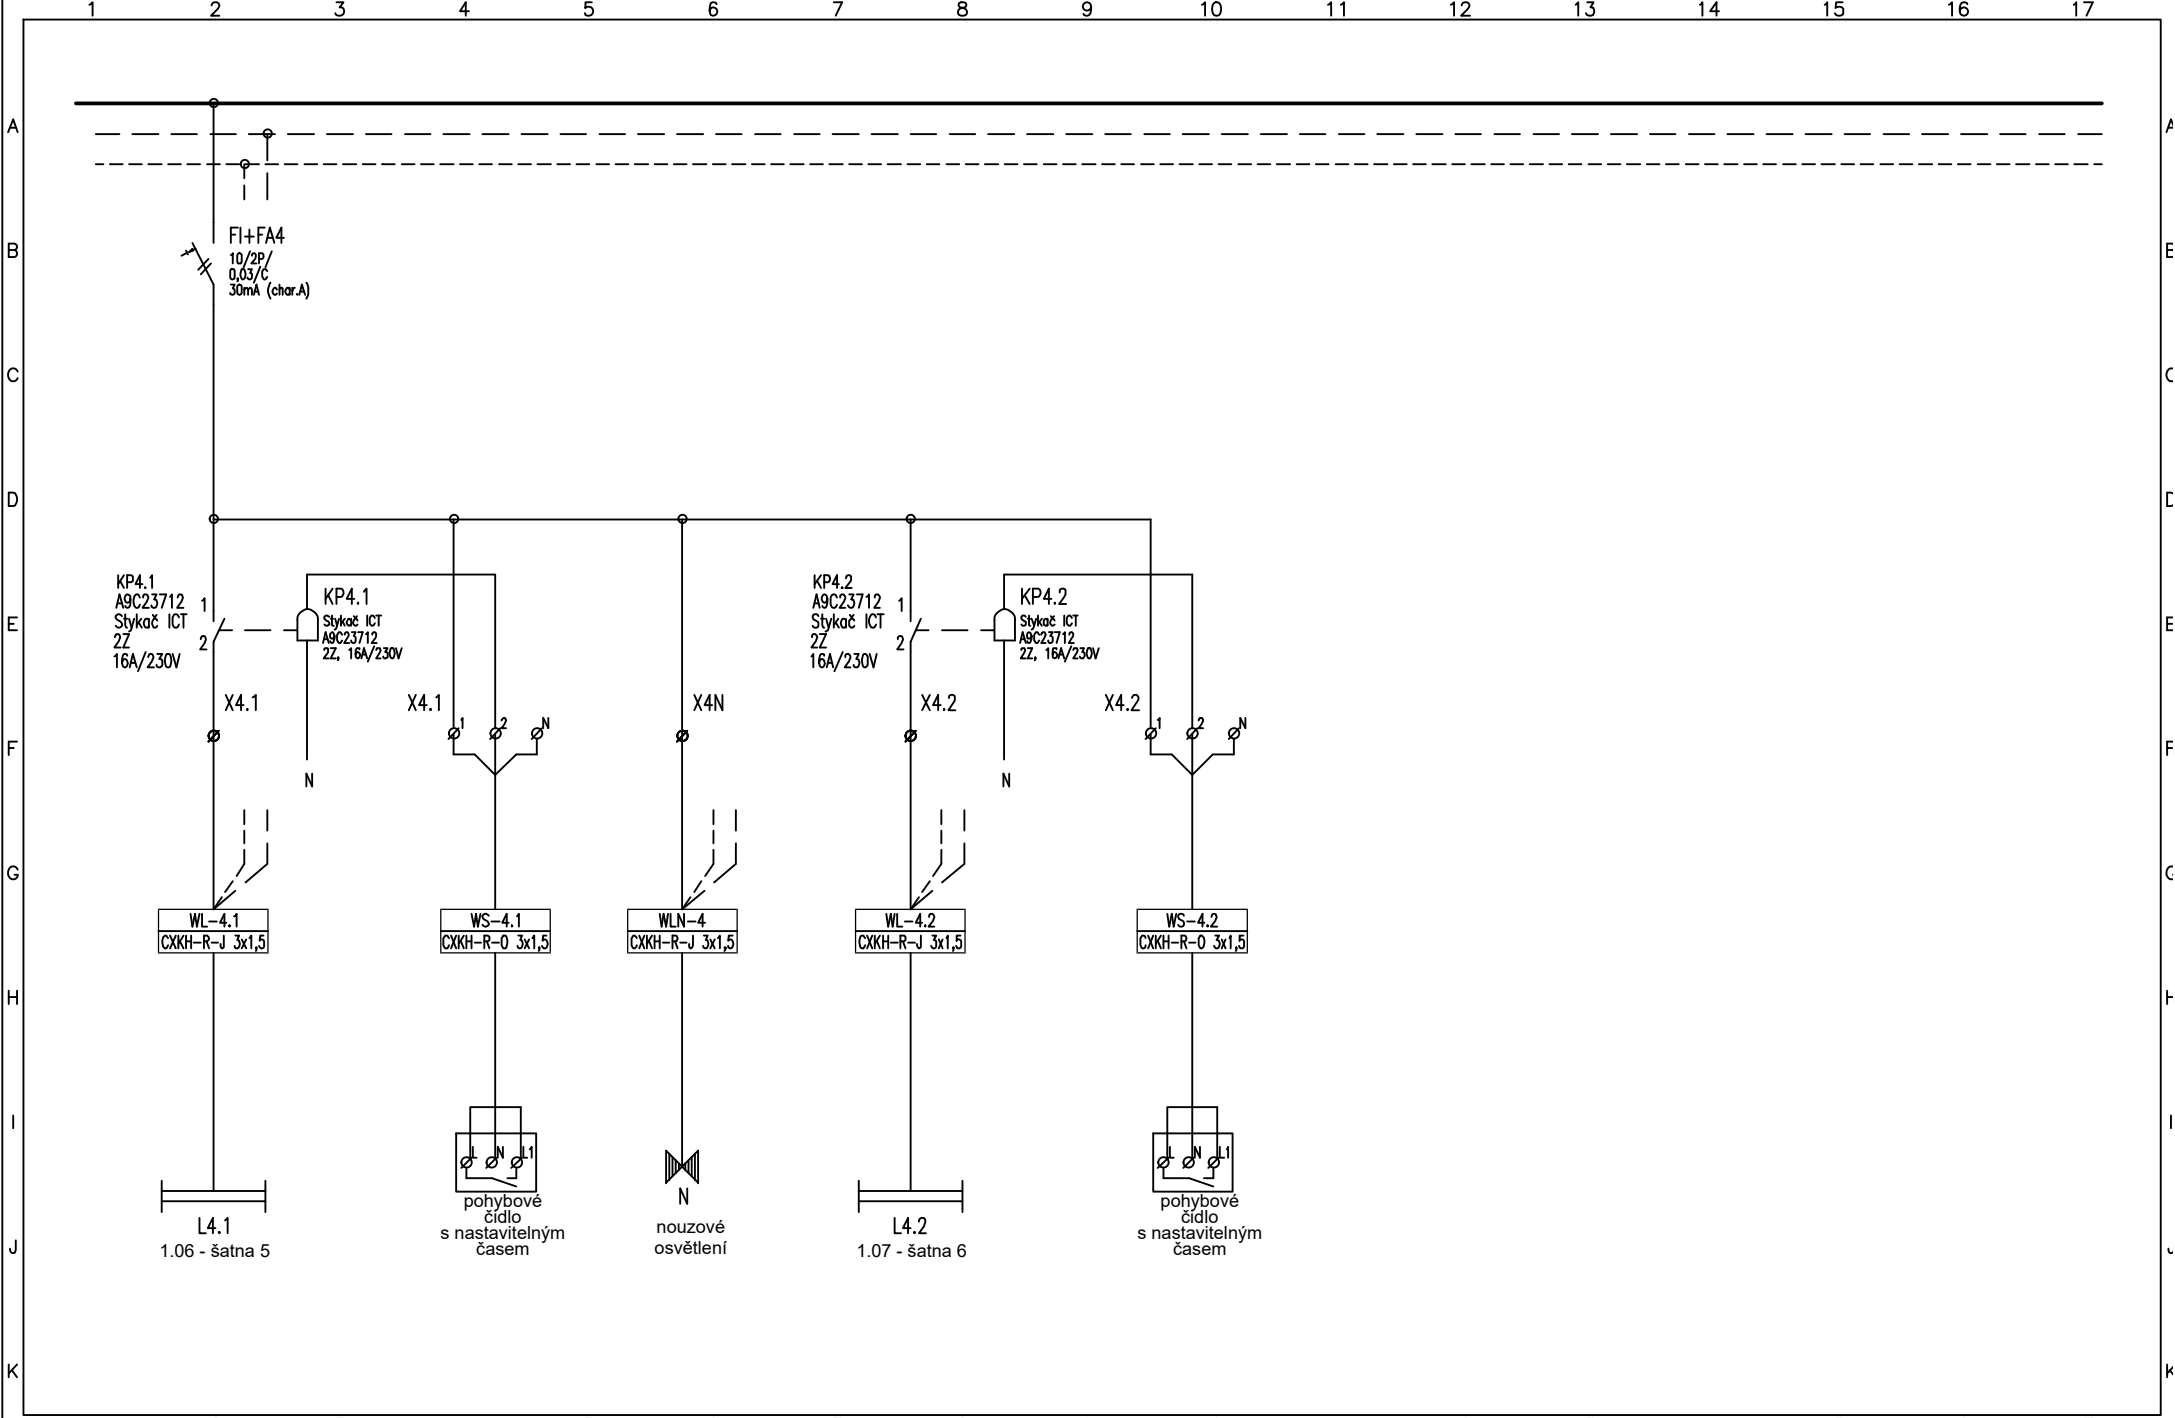 1 2 3 4 5 6 7 8 9 10 11 12 13 14 15 16 17
A A
FI+FA4
B B
10/2P/
0,03/C
30mA (char.A)
C C
D D
KP4.1
A9C23712
Stykač ICT
2Z
16A/230V
1
2
KP4.1
Stykač ICT
A9C23712
2Z, 16A/230V
KP4.2
A9C23712
Stykač ICT
2Z
16A/230V
1
2
KP4.2
Stykač ICT
A9C23712
2Z, 16A/230V
E E
X4.1 X4.1 X4N X4.2 X4.2
1 2 N 1 2 N
F F
N N
G G
WL-4.1 WS-4.1 WLN-4 WL-4.2 WS-4.2
CXKH-R-J 3x1,5 CXKH-R-O 3x1,5 CXKH-R-J 3x1,5 CXKH-R-J 3x1,5 CXKH-R-O 3x1,5
H H
I I
L N L1 L N L1
L4.1
1.06 - šatna 5
pohybové
čidlo
s nastavitelným
časem
N
nouzové
osvětlení
L4.2
1.07 - šatna 6
pohybové
čidlo
s nastavitelným
časem
J J
K K